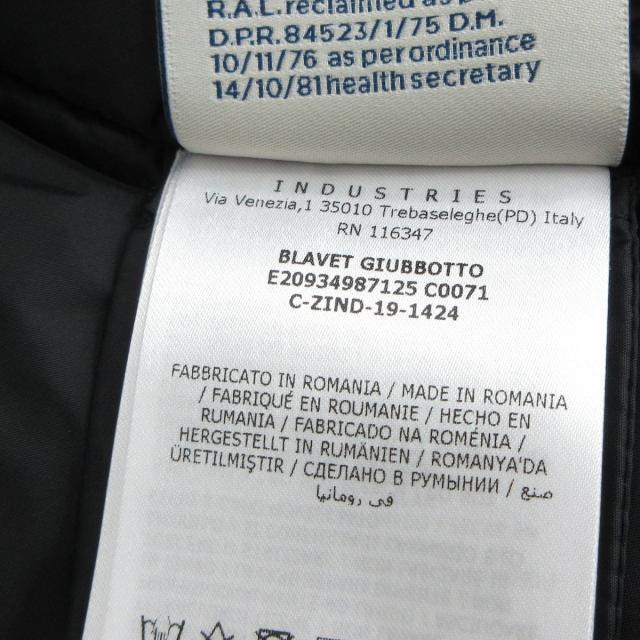 R.A.L. reclaimed as
D.P.R. 84523/1/75 D.M.
10/11/76 as per ordinance
14/10/81 health secretary
INDUSTRIES
Via Venezia,1 35010 Trebaseleghe(PD) Italy
RN 116347
BLAVET GIUBBOTTO
E20934987125 C0071
C-ZIND-19-1424
FABBRICATO IN ROMANIA / MADE IN ROMANIA
/ FABRIQUÉ EN ROUMANIE / HECHO EN
RUMANIA / FABRICADO NA ROMÉNIA /
HERGESTELLT IN RUMÄNIEN / ROMANYA'DA
ÜRETILMIŞTIR / СДЕЛАНО В РУМЫНИИ / صنع
في رومانيا